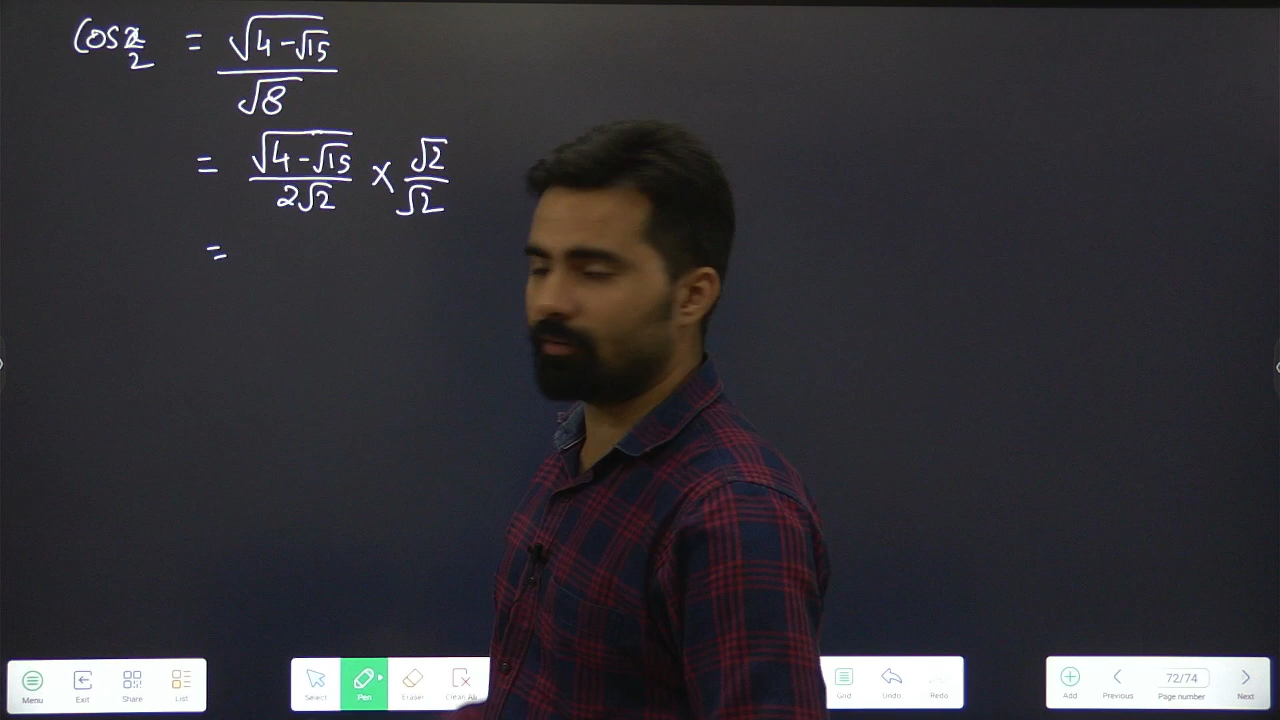 cos x/2 = √(4-√15) / √8
= √(4-√15) / 2√2 × √2/√2
=
Menu Exit Share List Select Pen Eraser Clean All Grid Undo Redo Add Previous 72/74 Page number Next